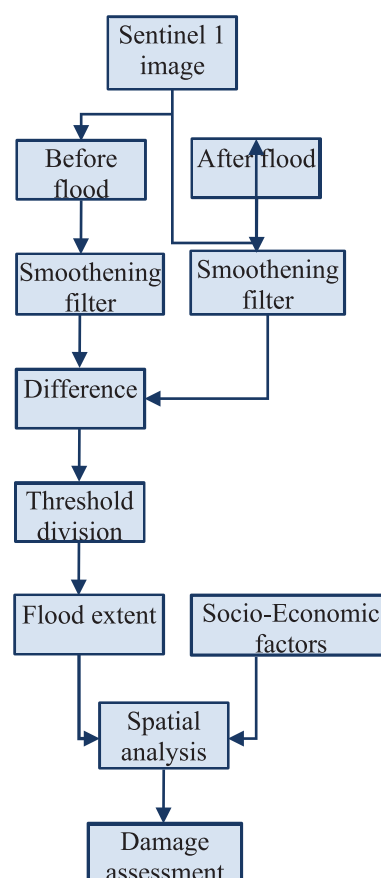 Sentinel 1
image
Before
flood
After flood
Smoothening
filter
Smoothening
filter
Difference
Threshold
division
Flood extent
Socio-Economic
factors
Spatial
analysis
Damage
assessment